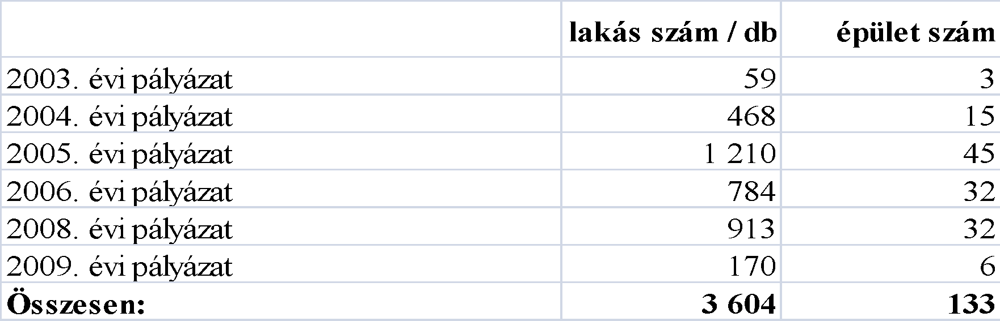 lakás szám / db épület szám
2003. évi pályázat 59 3
2004. évi pályázat 468 15
2005. évi pályázat 1 210 45
2006. évi pályázat 784 32
2008. évi pályázat 913 32
2009. évi pályázat 170 6
Összesen: 3 604 133